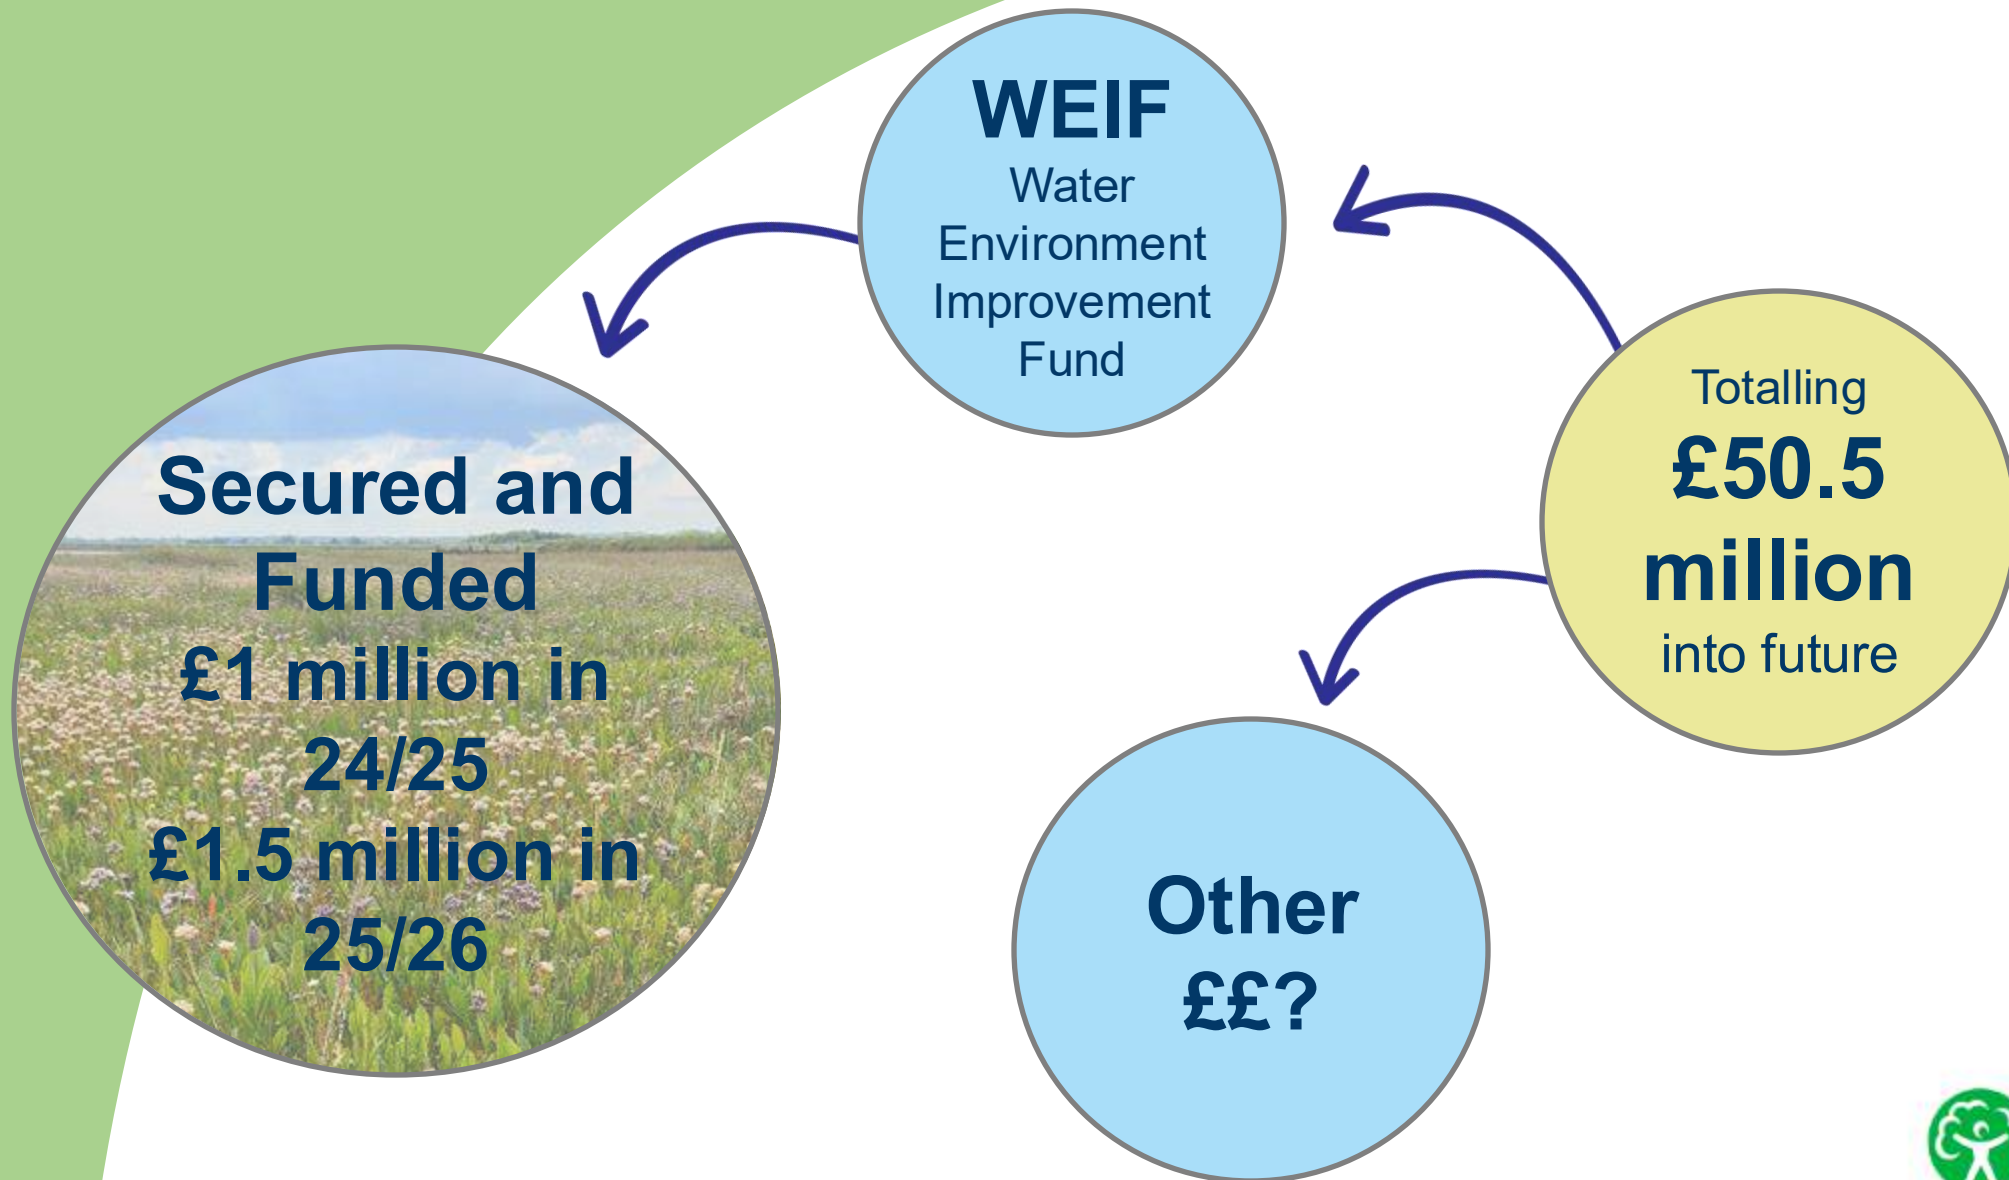 WEIF
Water
Environment
Improvement
Fund
Totalling
£50.5
million
into future
Secured and
Funded
£1 million in
24/25
£1.5 million in
25/26
Other
££?